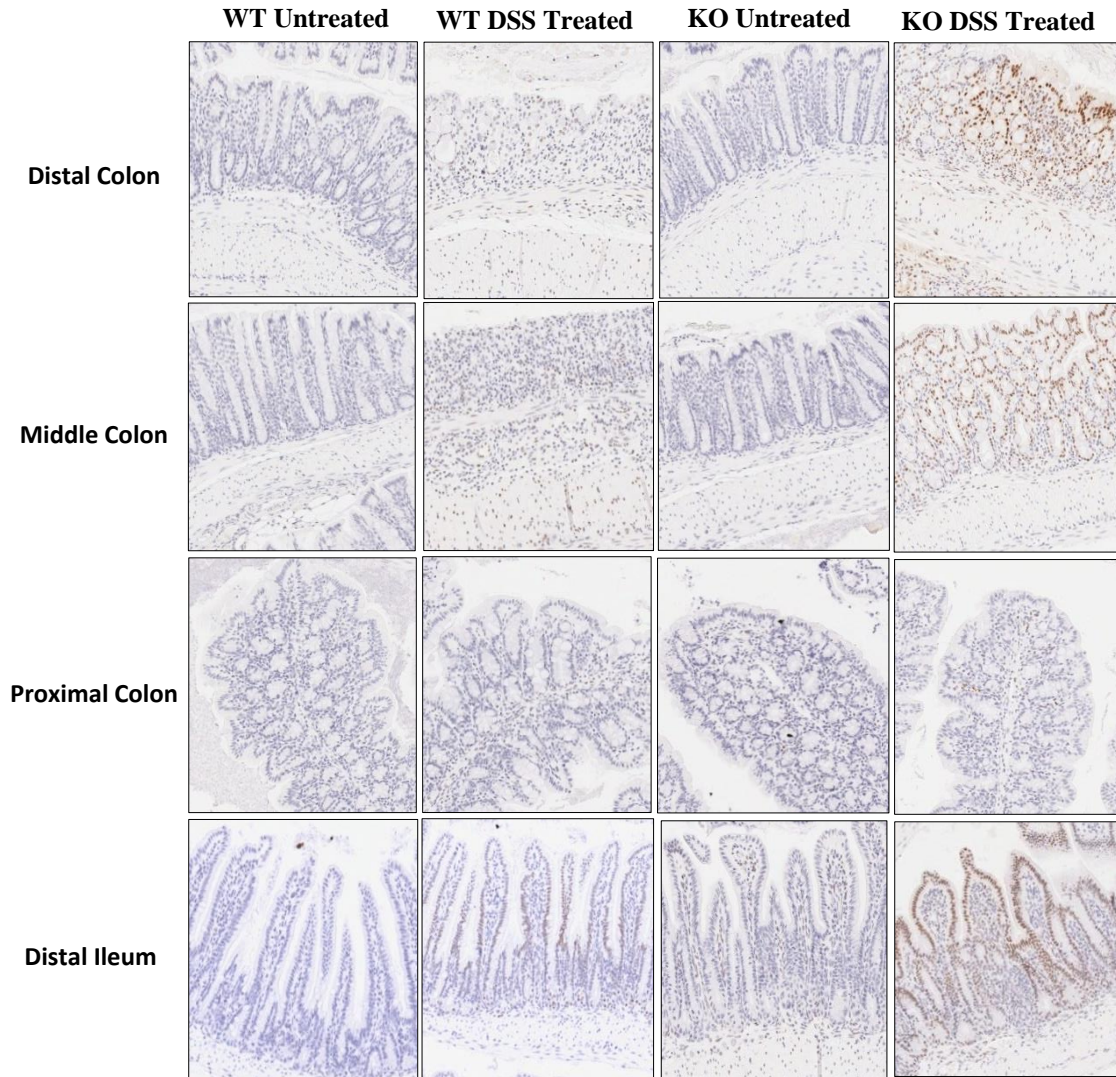 WT Untreated WT DSS Treated KO Untreated KO DSS Treated
Distal Colon
Middle Colon
Proximal Colon
Distal Ileum